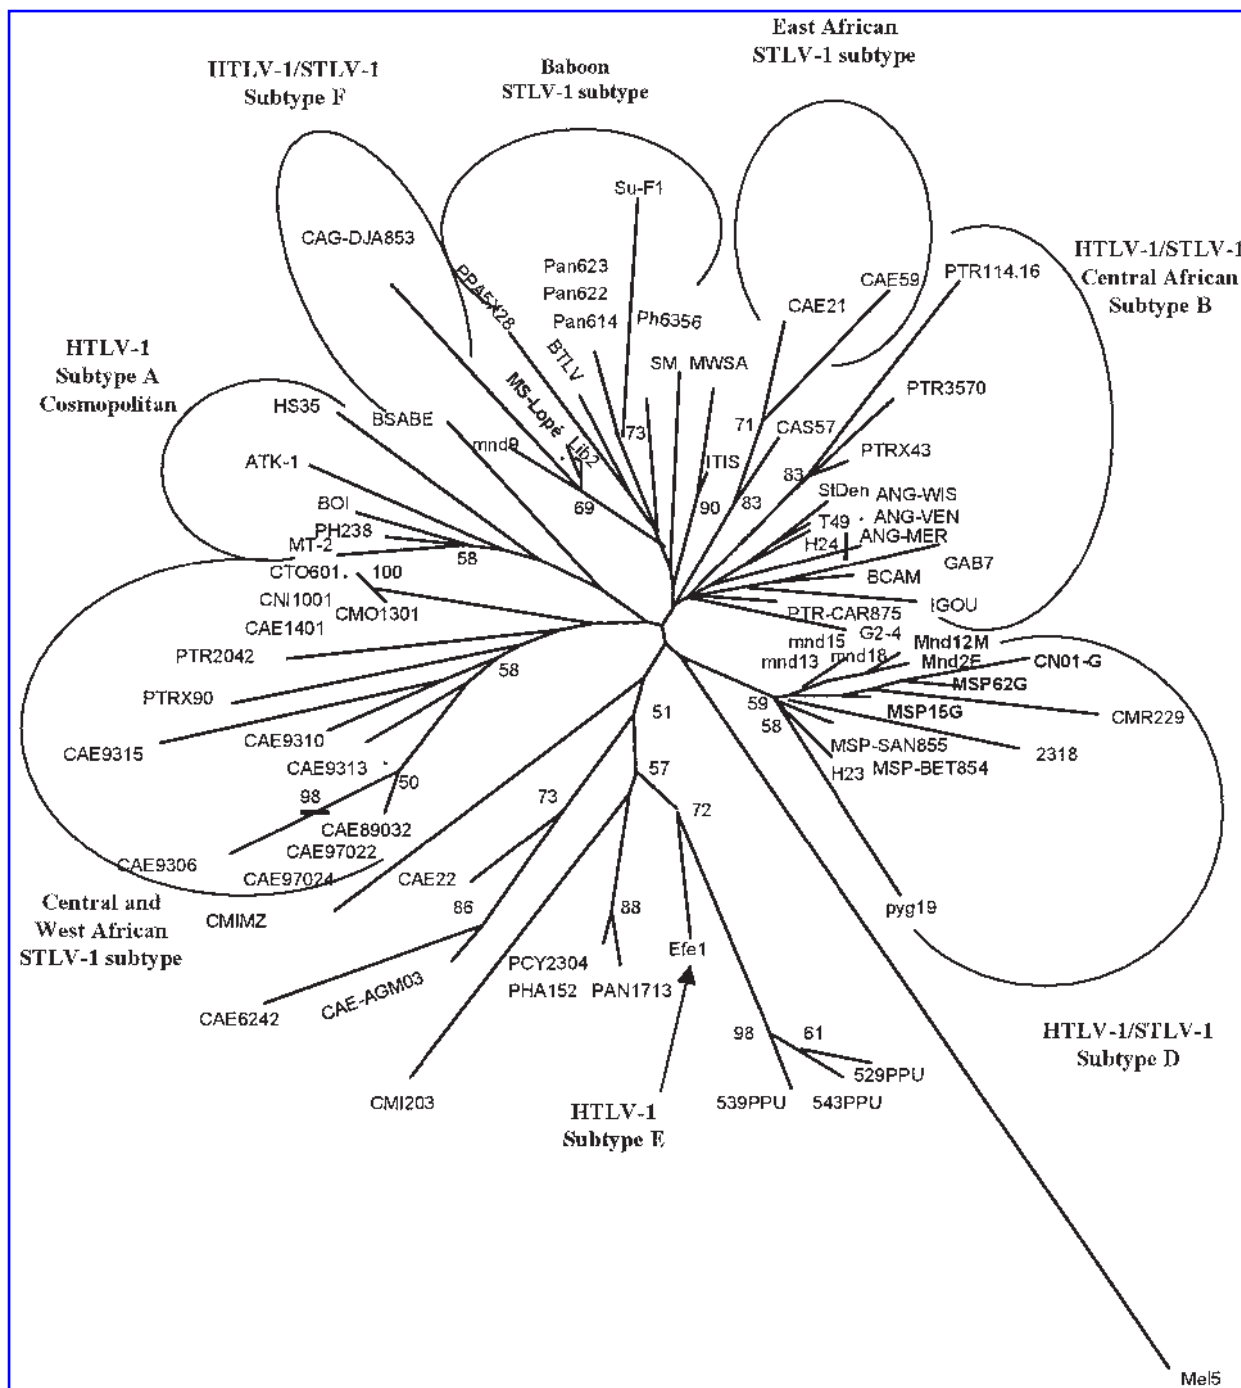 East African
STLV-1 subtype
Baboon
STLV-1 subtype
HTLV-1/STLV-1
Subtype F
HTLV-1/STLV-1
Central African
Subtype B
HTLV-1
Subtype A
Cosmopolitan
Su-F1
CAG-DJA853
PPA5X28
Pan623
Pan622
Pan614
Ph6356
BTLV
SM
MWSA
CAE21
CAE59
PTR114.16
MS-Lopé
Lib2
mnd9
73
ITIS
71
CAS57
PTR3570
PTRX43
HS35
BSABE
ATK-1
BOI
PH238
MT-2
58
69
90
83
83
StDen
ANG-WIS
T49
ANG-VEN
H24
ANG-MER
GAB7
BCAM
IGOU
PTR-CAR875
G2-4
CTO601
100
CNI1001
CMO1301
CAE1401
PTR2042
PTRX90
58
CAE9315
CAE9310
CAE9313
50
98
CAE89032
CAE9306
CAE97022
CAE97024
Central and
West African
STLV-1 subtype
mnd15
mnd13
mnd18
Mnd12M
Mnd2F
CN01-G
MSP62G
MSP15G
CMR229
59
58
MSP-SAN855
2318
H23
MSP-BET854
pyg19
HTLV-1/STLV-1
Subtype D
51
57
73
72
CAE22
CMIMZ
86
88
CAE6242
CAE-AGM03
PCY2304
PHA152
PAN1713
Efe1
CMI203
98
61
529PPU
539PPU
543PPU
HTLV-1
Subtype E
Mel5